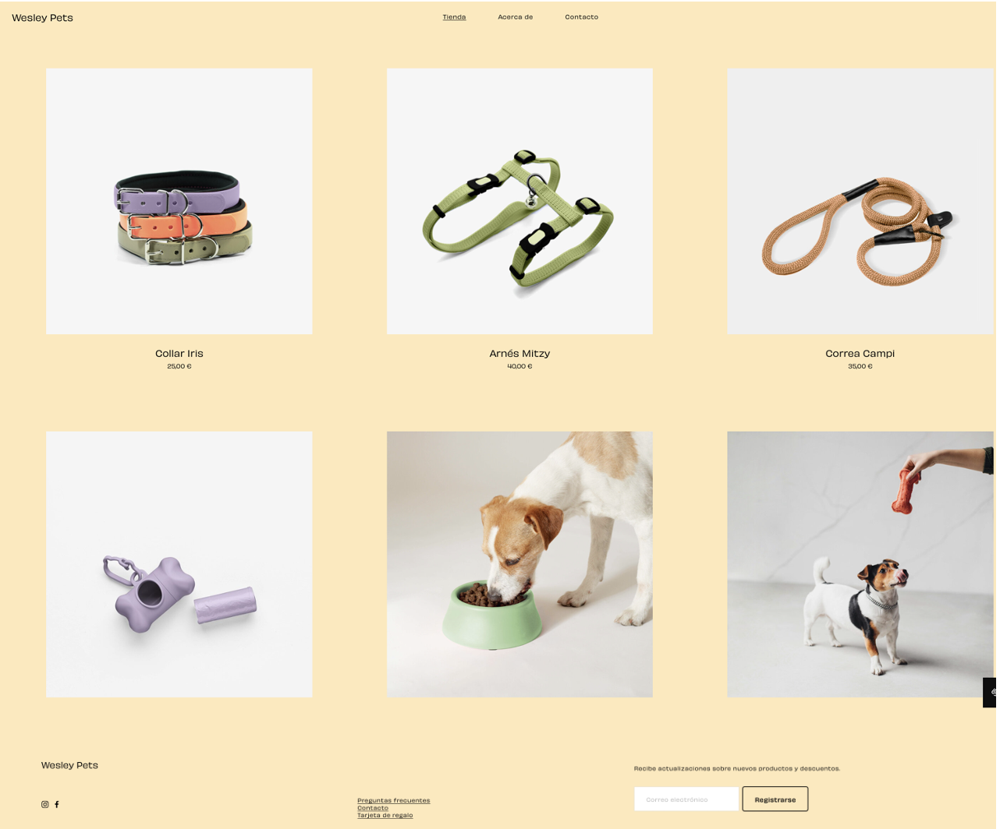 Wesley Pets
Tienda
Acerca de
Contacto
Collar Iris
25,00 €
Arnés Mitzy
40,00 €
Correa Campi
35,00 €
Wesley Pets
Preguntas frecuentes
Contacto
Tarjeta de regalo
Recibe actualizaciones sobre nuevos productos y descuentos.
Correo electrónico
Registrarse